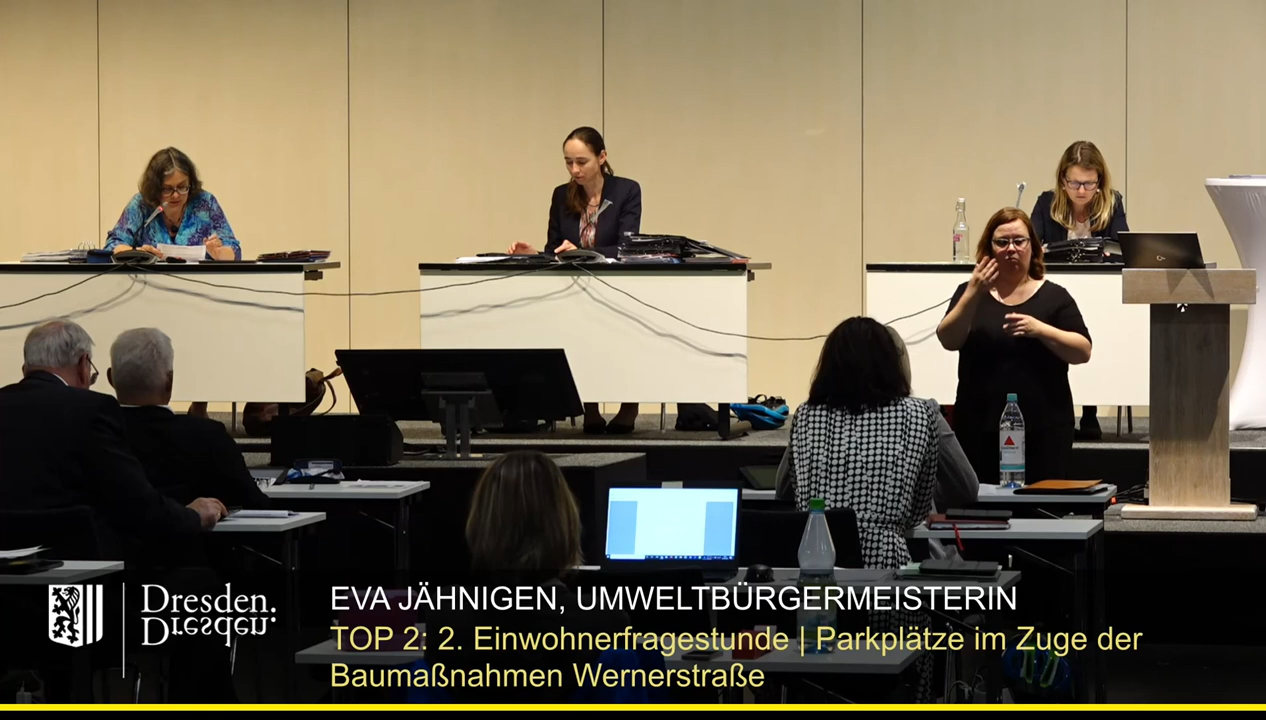 Dresden.
Dresden.
EVA JÄHNIGEN, UMWELTBÜRGERMEISTERIN
TOP 2: 2. Einwohnerfragestunde | Parkplätze im Zuge der
Baumaßnahmen Wernerstraße